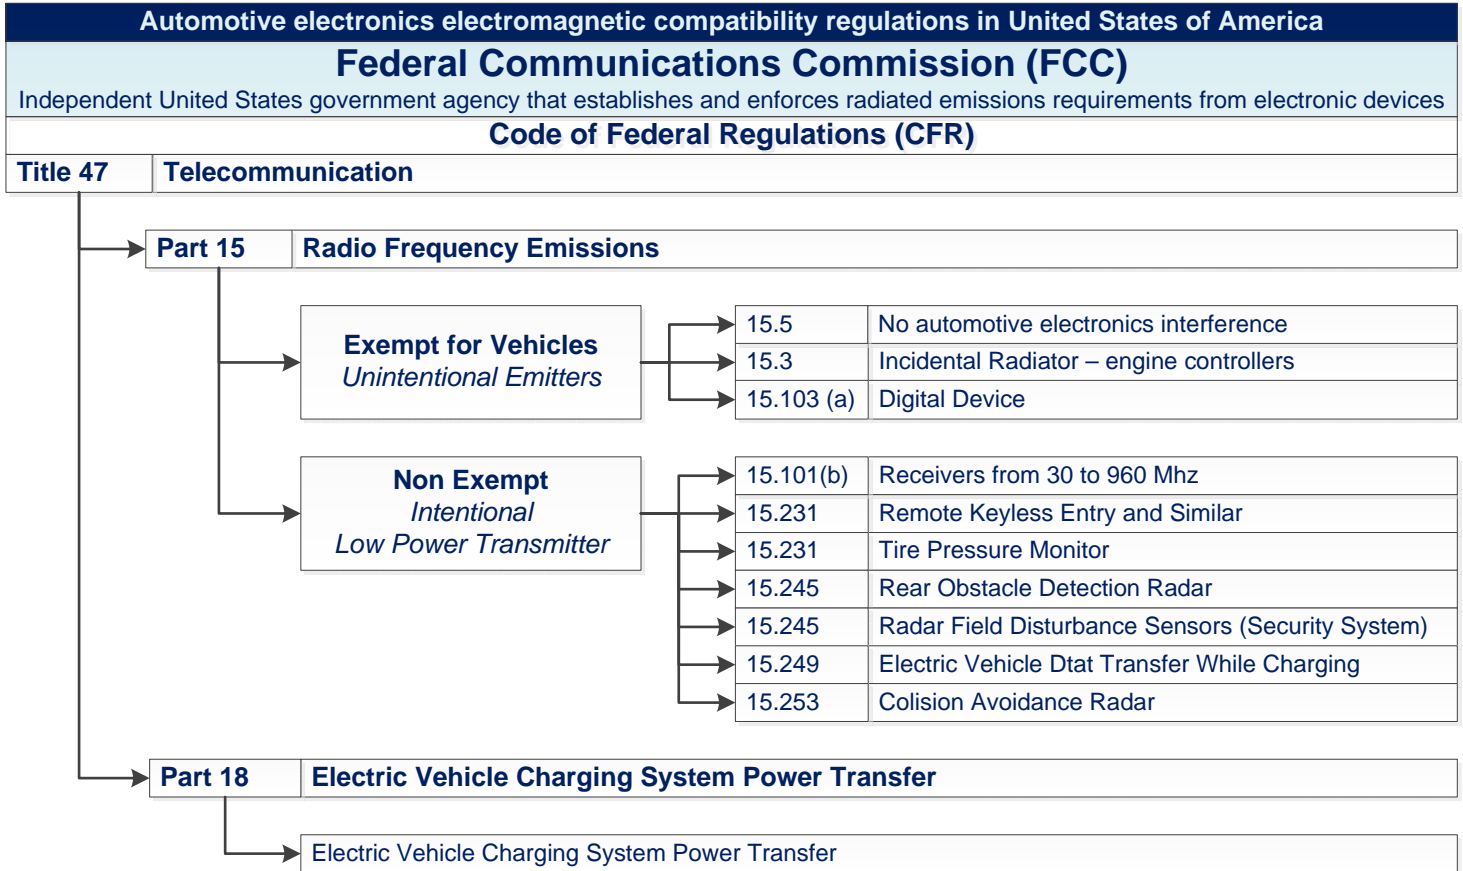 Automotive electronics electromagnetic compatibility regulations in United States of America
Federal Communications Commission (FCC)
Independent United States government agency that establishes and enforces radiated emissions requirements from electronic devices
Code of Federal Regulations (CFR)
Title 47 Telecommunication
Part 15 Radio Frequency Emissions
Exempt for Vehicles
Unintentional Emitters
15.5 No automotive electronics interference
15.3 Incidental Radiator – engine controllers
15.103 (a) Digital Device
Non Exempt
Intentional
Low Power Transmitter
15.101(b) Receivers from 30 to 960 Mhz
15.231 Remote Keyless Entry and Similar
15.231 Tire Pressure Monitor
15.245 Rear Obstacle Detection Radar
15.245 Radar Field Disturbance Sensors (Security System)
15.249 Electric Vehicle Dtat Transfer While Charging
15.253 Colision Avoidance Radar
Part 18 Electric Vehicle Charging System Power Transfer
Electric Vehicle Charging System Power Transfer